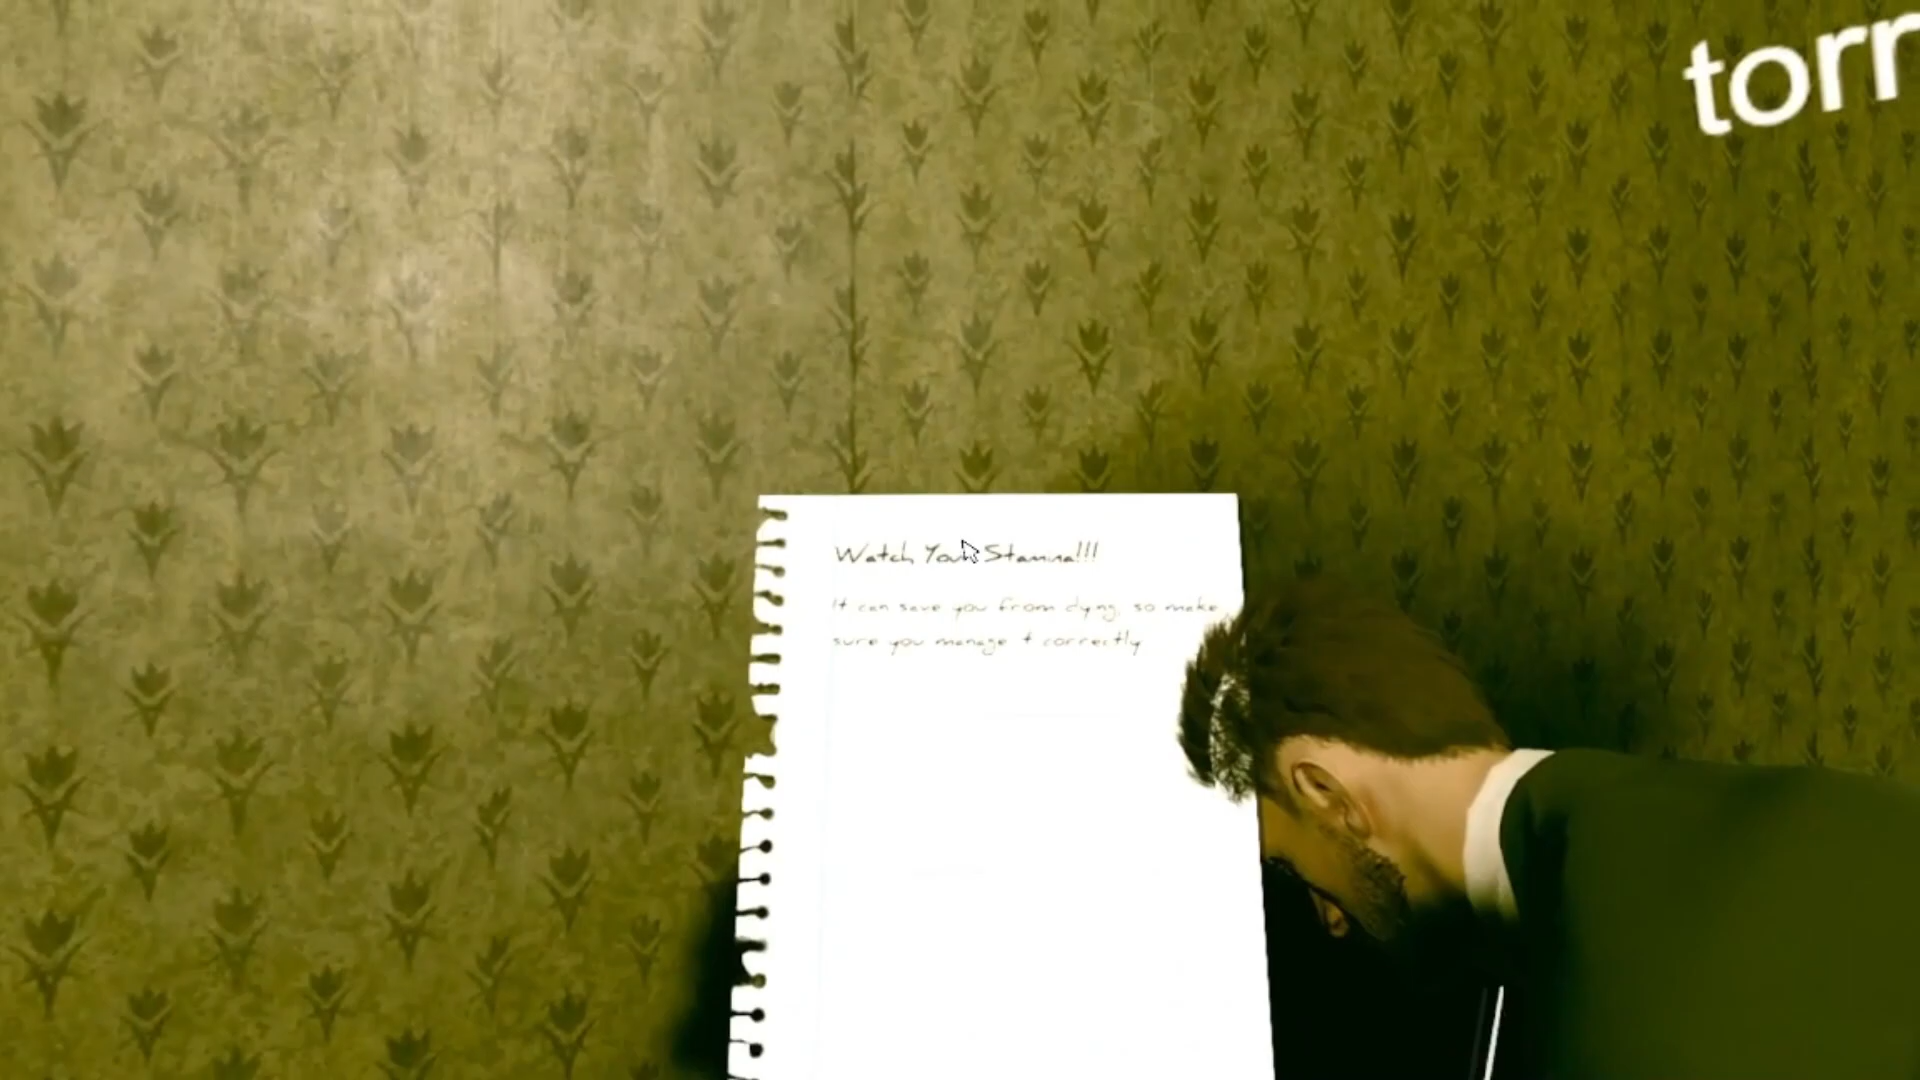 torr
Watch Your Stamina!!!
It can save you from dying, so make
sure you manage it correctly